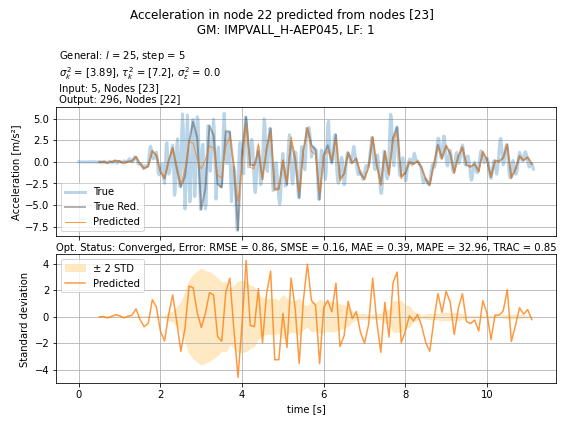 Acceleration in node 22 predicted from nodes [23]
GM: IMPVALL_H-AEP045, LF: 1
General: l = 25, step = 5
σ²ₖ = [3.89], τ²ₖ = [7.2], σ²ε = 0.0
Input: 5, Nodes [23]
Output: 296, Nodes [22]
Acceleration [m/s²]
5.0
2.5
0.0
−2.5
−5.0
−7.5
True
True Red.
Predicted
Opt. Status: Converged, Error: RMSE = 0.86, SMSE = 0.16, MAE = 0.39, MAPE = 32.96, TRAC = 0.85
Standard deviation
4
2
0
−2
−4
± 2 STD
Predicted
0 2 4 6 8 10
time [s]